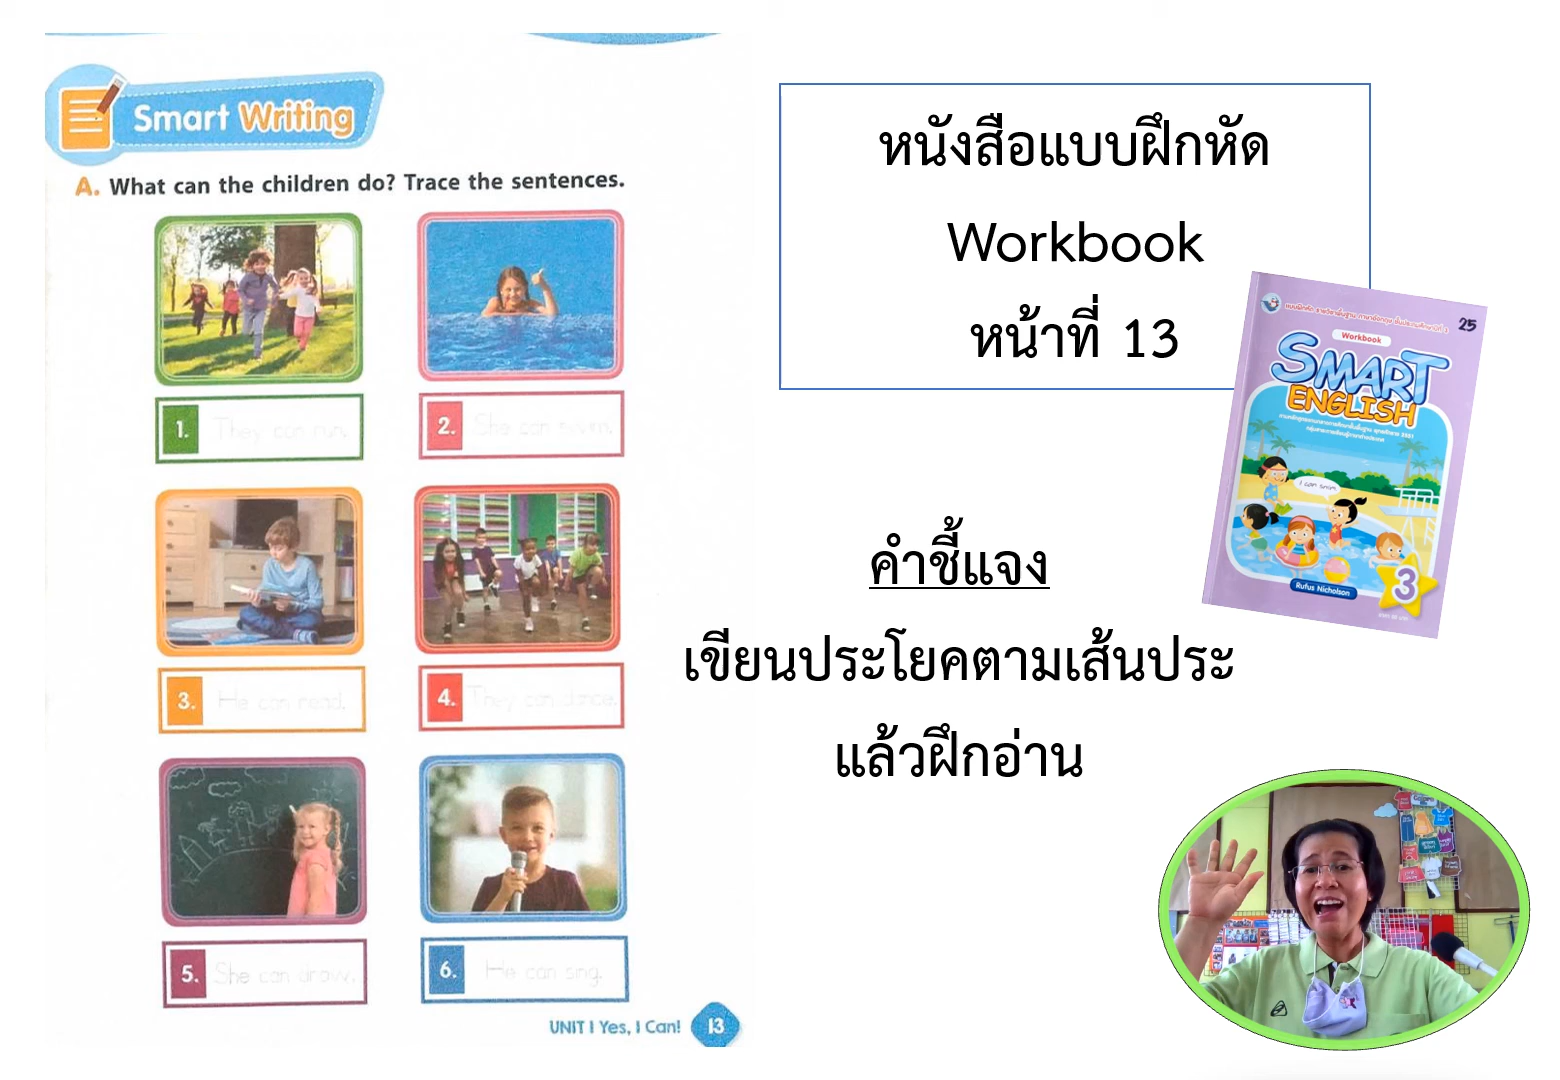 Smart Writing
A. What can the children do? Trace the sentences.
1. They can run.
2. She can swim.
3. He can read.
4. They can dance.
5. She can draw.
6. He can sing.
UNIT 1 Yes, I Can! 13
หนังสือแบบฝึกหัด
Workbook
หน้าที่ 13
25
Workbook
SMART
ENGLISH
I can swim.
Rufus Nicholson
3
คำชี้แจง
เขียนประโยคตามเส้นประ
แล้วฝึกอ่าน